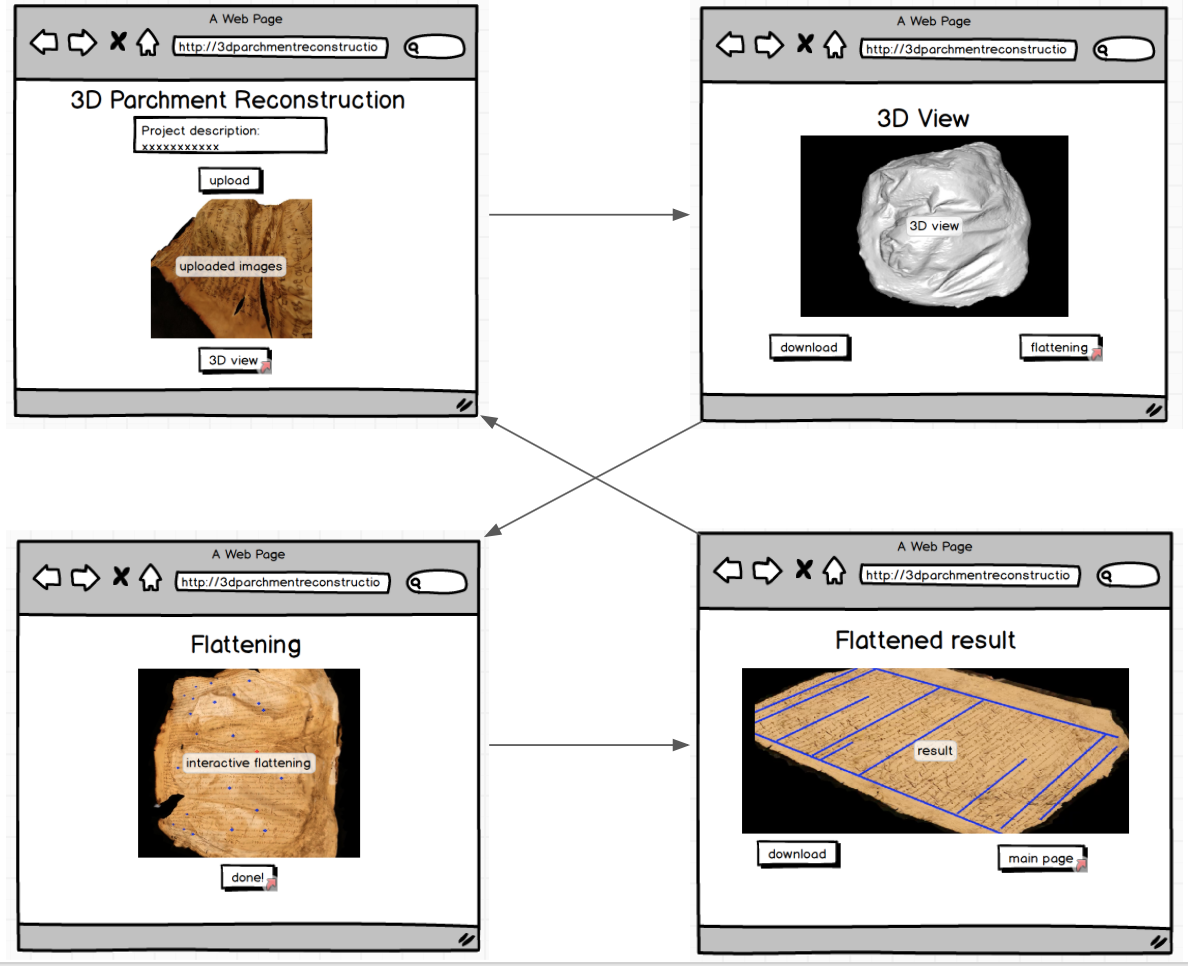 A Web Page
http://3dparchmentreconstructio
3D Parchment Reconstruction
Project description:
xxxxxxxxxxx
upload
uploaded images
3D view
A Web Page
http://3dparchmentreconstructio
3D View
3D view
download
flattening
A Web Page
http://3dparchmentreconstructio
Flattening
interactive flattening
done!
A Web Page
http://3dparchmentreconstructio
Flattened result
result
download
main page